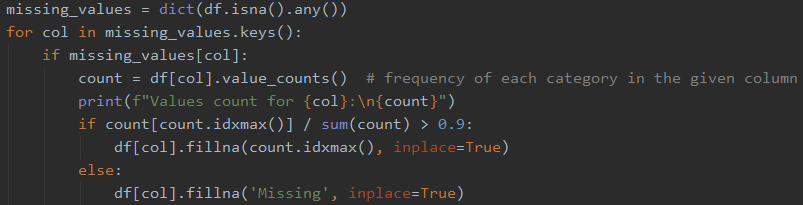 missing_values = dict(df.isna().any())
for col in missing_values.keys():
    if missing_values[col]:
        count = df[col].value_counts()  # frequency of each category in the given column
        print(f"Values count for {col}:\n{count}")
        if count[count.idxmax()] / sum(count) > 0.9:
            df[col].fillna(count.idxmax(), inplace=True)
        else:
            df[col].fillna('Missing', inplace=True)